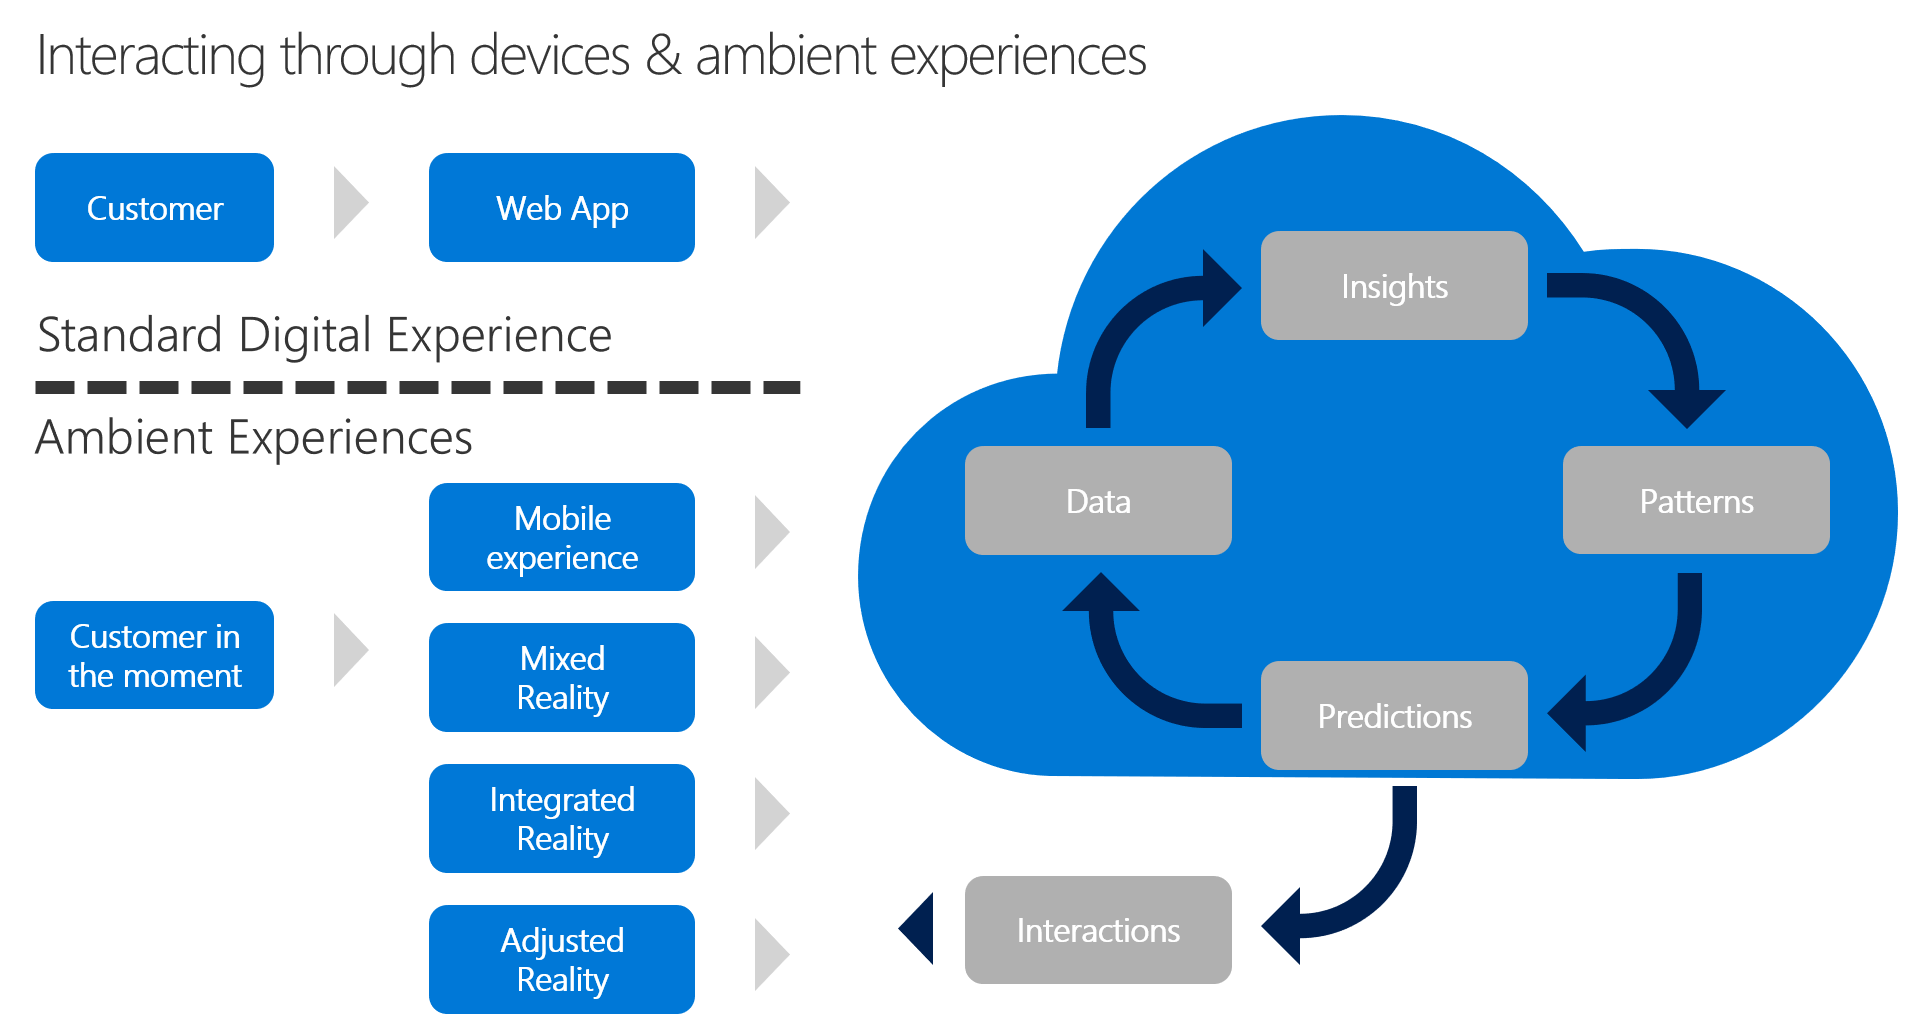 Interacting through devices & ambient experiences
Customer
Web App
Standard Digital Experience
Ambient Experiences
Customer in
the moment
Mobile
experience
Mixed
Reality
Integrated
Reality
Adjusted
Reality
Insights
Data
Patterns
Predictions
Interactions